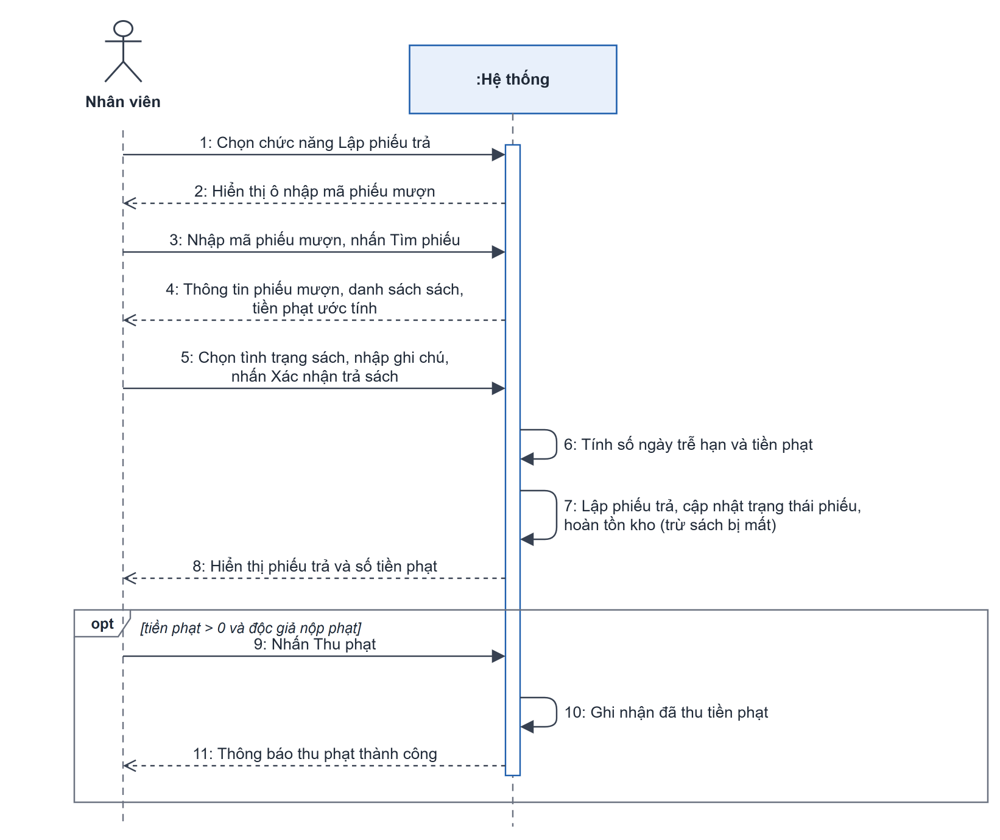 Nhân viên
:Hệ thống
1: Chọn chức năng Lập phiếu trả
2: Hiển thị ô nhập mã phiếu mượn
3: Nhập mã phiếu mượn, nhấn Tìm phiếu
4: Thông tin phiếu mượn, danh sách sách,
tiền phạt ước tính
5: Chọn tình trạng sách, nhập ghi chú,
nhấn Xác nhận trả sách
6: Tính số ngày trễ hạn và tiền phạt
7: Lập phiếu trả, cập nhật trạng thái phiếu,
hoàn tồn kho (trừ sách bị mất)
8: Hiển thị phiếu trả và số tiền phạt
opt
[tiền phạt > 0 và độc giả nộp phạt]
9: Nhấn Thu phạt
10: Ghi nhận đã thu tiền phạt
11: Thông báo thu phạt thành công